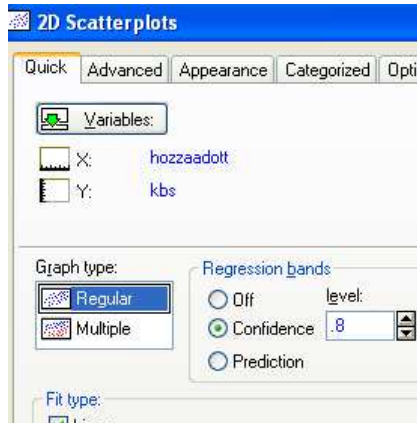 2D Scatterplots
Quick Advanced Appearance Categorized Opti
Variables:
X: hozzaadott
Y: kbs
Graph type:
Regular
Multiple
Regression bands
Off level:
Confidence .8
Prediction
Fit type: